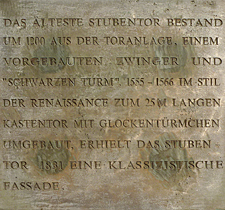 DAS ÄLTESTE STUBENTOR BESTAND
UM 1200 AUS DER TORANLAGE, EINEM
VORGEBAUTEN ZWINGER UND
"SCHWARZEN TURM". 1555-1566 IM STIL
DER RENAISSANCE ZUM LANGEN
KASTENTOR MIT GLOCKENTÜRMCHEN
UMGEBAUT, ERHIELT DAS STUBEN-
TOR 1831 EINE KLASSIZISTISCHE
FASSADE.